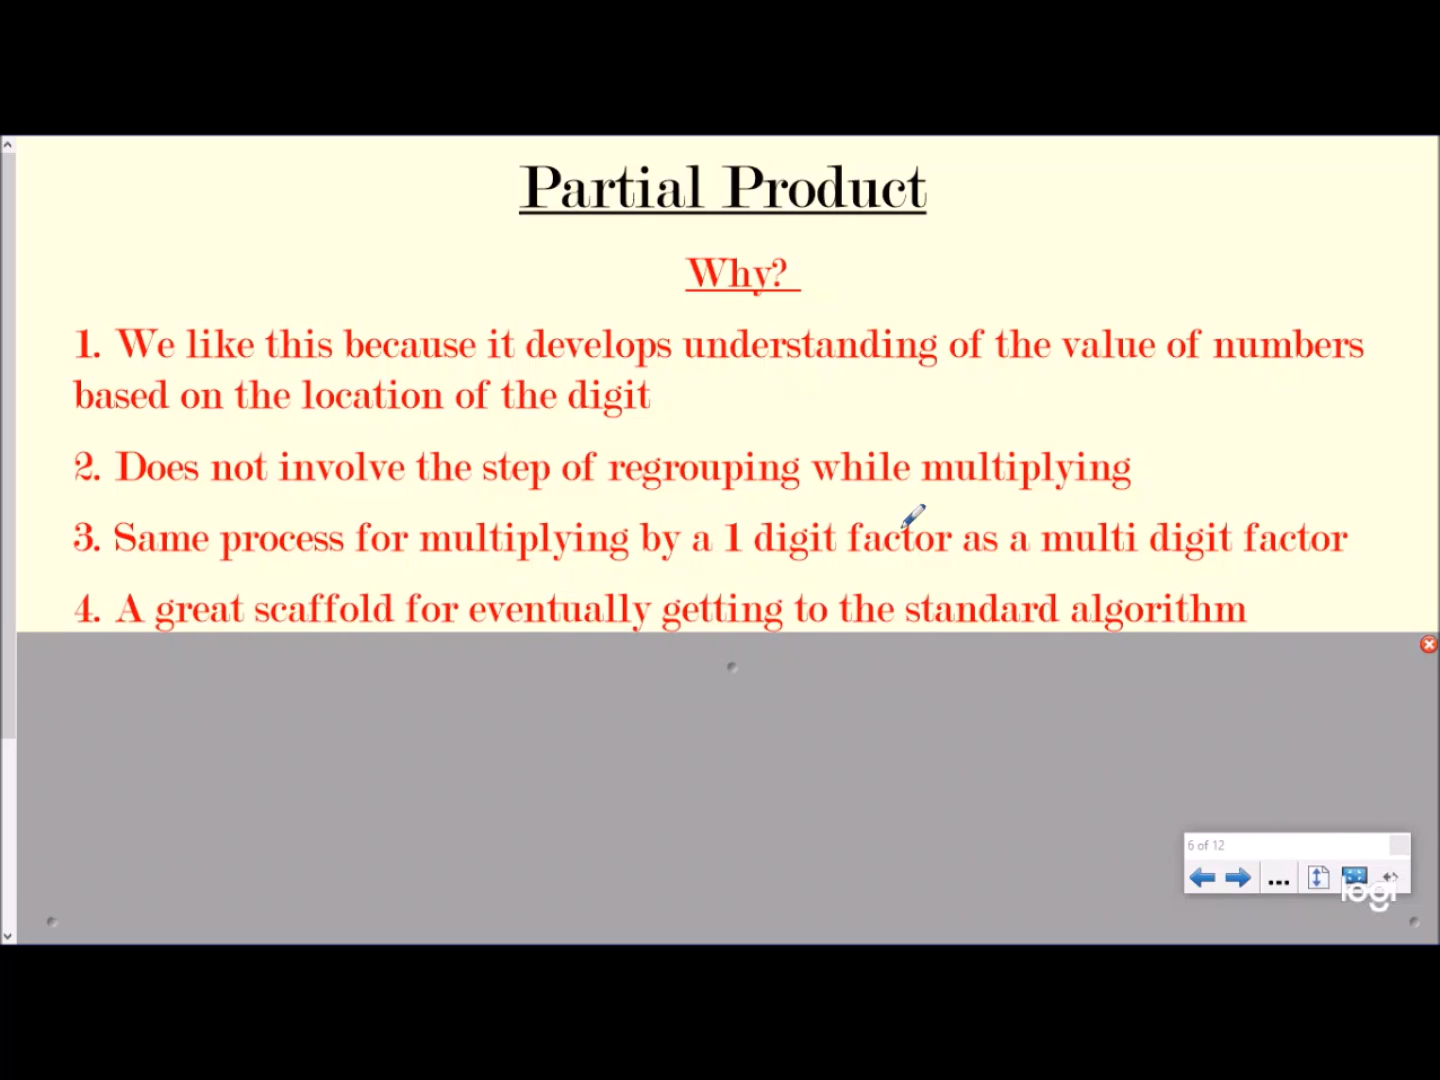 Partial Product
Why?
1. We like this because it develops understanding of the value of numbers
based on the location of the digit
2. Does not involve the step of regrouping while multiplying
3. Same process for multiplying by a 1 digit factor as a multi digit factor
4. A great scaffold for eventually getting to the standard algorithm
6 of 12
...
logi